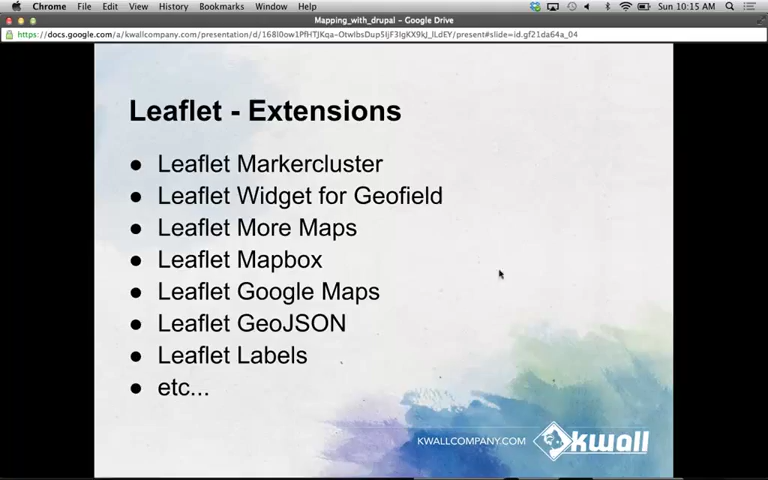 Chrome File Edit View History Bookmarks Window Help Sun 10:15 AM
Mapping_with_drupal – Google Drive
Leaflet - Extensions
● Leaflet Markercluster
● Leaflet Widget for Geofield
● Leaflet More Maps
● Leaflet Mapbox
● Leaflet Google Maps
● Leaflet GeoJSON
● Leaflet Labels
● etc...
KWALLCOMPANY.COM kwall